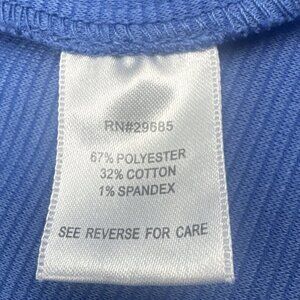 RN#29685
67% POLYESTER
32% COTTON
1% SPANDEX
SEE REVERSE FOR CARE